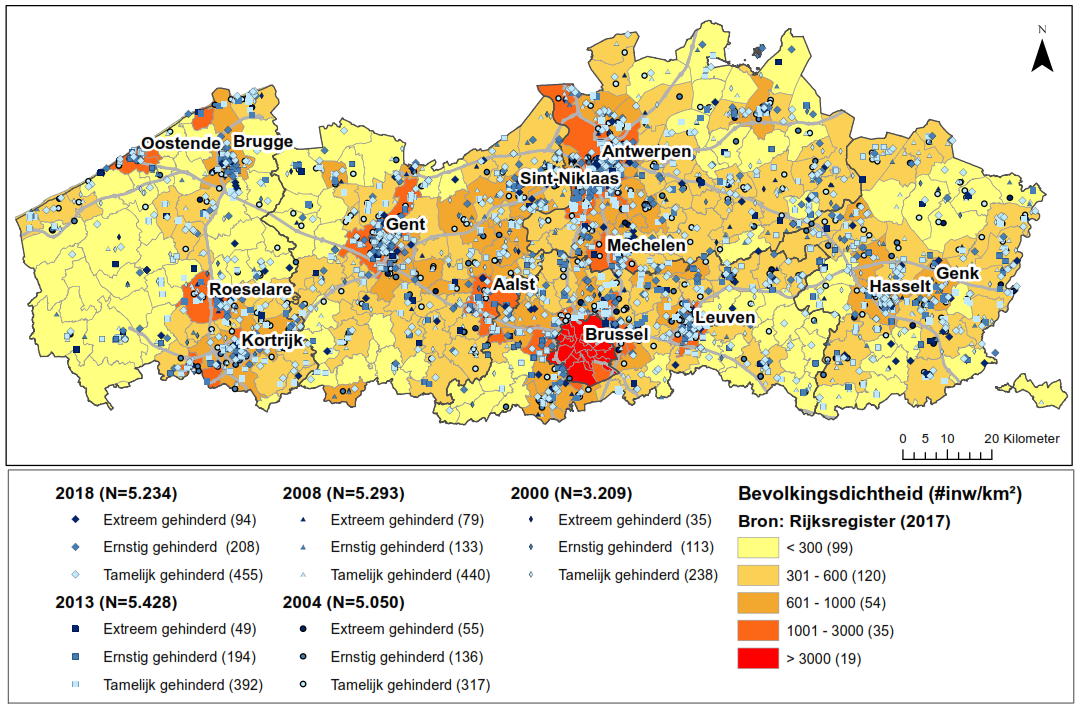 N
Oostende
Brugge
Antwerpen
Sint-Niklaas
Gent
Mechelen
Genk
Aalst
Hasselt
Roeselare
Leuven
Kortrijk
Brussel
0 5 10 20 Kilometer
2018 (N=5.234)
Extreem gehinderd (94)
Ernstig gehinderd (208)
Tamelijk gehinderd (455)
2013 (N=5.428)
Extreem gehinderd (49)
Ernstig gehinderd (194)
Tamelijk gehinderd (392)
2008 (N=5.293)
Extreem gehinderd (79)
Ernstig gehinderd (133)
Tamelijk gehinderd (440)
2004 (N=5.050)
Extreem gehinderd (55)
Ernstig gehinderd (136)
Tamelijk gehinderd (317)
2000 (N=3.209)
Extreem gehinderd (35)
Ernstig gehinderd (113)
Tamelijk gehinderd (238)
Bevolkingsdichtheid (#inw/km²)
Bron: Rijksregister (2017)
< 300 (99)
301 - 600 (120)
601 - 1000 (54)
1001 - 3000 (35)
> 3000 (19)